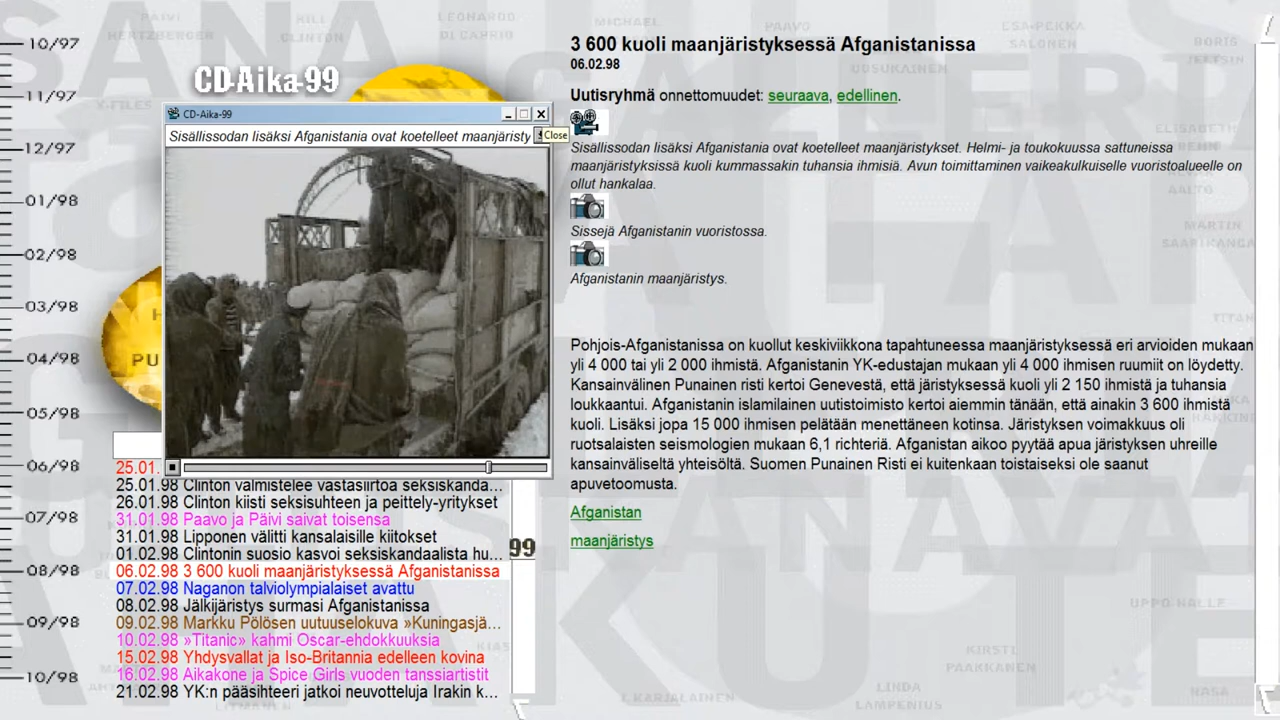 10/97
11/97
12/97
01/98
02/98
03/98
04/98
05/98
06/98
07/98
08/98
09/98
10/98
CD-Aika-99
CD-Aika-99
Sisällissodan lisäksi Afganistania ovat koetelleet maanjäristy
Close
PU
25.01.
25.01.98 Clinton valmistelee vastasiirtoa seksiskanda...
26.01.98 Clinton kiisti seksisuhteen ja peittely-yritykset
31.01.98 Paavo ja Päivi saivat toisensa
31.01.98 Lipponen välitti kansalaisille kiitokset
01.02.98 Clintonin suosio kasvoi seksiskandaalista hu...
06.02.98 3 600 kuoli maanjäristyksessä Afganistanissa
07.02.98 Naganon talviolympialaiset avattu
08.02.98 Jälkijäristys surmasi Afganistanissa
09.02.98 Markku Pölösen uutuuselokuva »Kuningasjä...
10.02.98 »Titanic» kahmi Oscar-ehdokkuuksia
15.02.98 Yhdysvallat ja Iso-Britannia edelleen kovina
16.02.98 Aikakone ja Spice Girls vuoden tanssiartistit
21.02.98 YK:n pääsihteeri jatkoi neuvotteluja Irakin k...
99
3 600 kuoli maanjäristyksessä Afganistanissa
06.02.98
Uutisryhmä onnettomuudet: seuraava, edellinen.
Sisällissodan lisäksi Afganistania ovat koetelleet maanjäristykset. Helmi- ja toukokuussa sattuneissa
maanjäristyksissä kuoli kummassakin tuhansia ihmisiä. Avun toimittaminen vaikeakulkuiselle vuoristoalueelle on
ollut hankalaa.
Sissejä Afganistanin vuoristossa.
Afganistanin maanjäristys.
Pohjois-Afganistanissa on kuollut keskiviikkona tapahtuneessa maanjäristyksessä eri arvioiden mukaan
yli 4 000 tai yli 2 000 ihmistä. Afganistanin YK-edustajan mukaan yli 4 000 ihmisen ruumiit on löydetty.
Kansainvälinen Punainen risti kertoi Genevestä, että järistyksessä kuoli yli 2 150 ihmistä ja tuhansia
loukkaantui. Afganistanin islamilainen uutistoimisto kertoi aiemmin tänään, että ainakin 3 600 ihmistä
kuoli. Lisäksi jopa 15 000 ihmisen pelätään menettäneen kotinsa. Järistyksen voimakkuus oli
ruotsalaisten seismologien mukaan 6,1 richteriä. Afganistan aikoo pyytää apua järistyksen uhreille
kansainväliseltä yhteisöltä. Suomen Punainen Risti ei kuitenkaan toistaiseksi ole saanut
apuvetoomusta.
Afganistan
maanjäristys